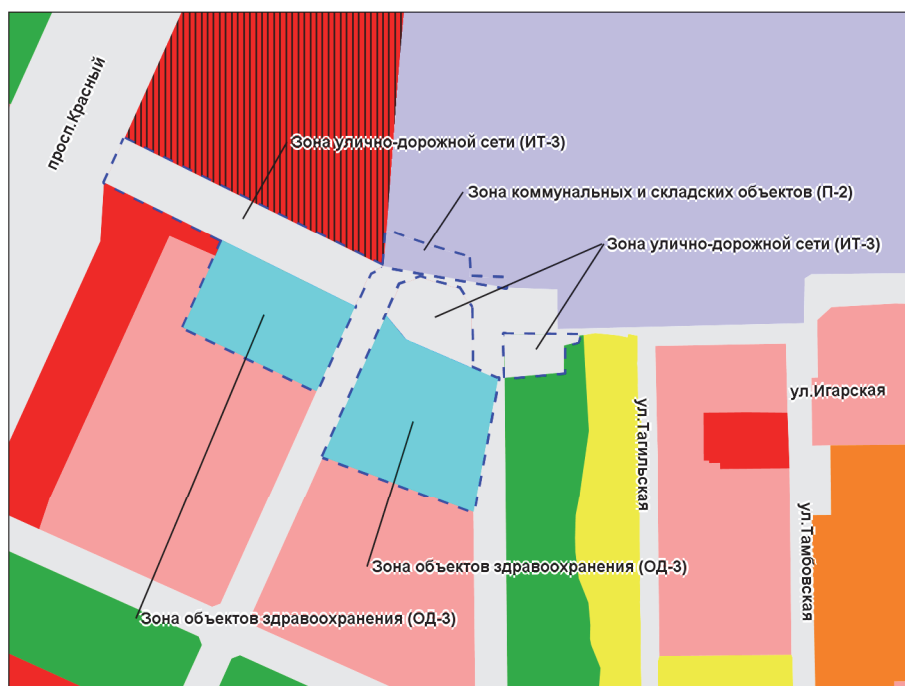 просп.Красный
Зона улично-дорожной сети (ИТ-3)
Зона коммунальных и складских объектов (П-2)
Зона улично-дорожной сети (ИТ-3)
ул.Игарская
ул.Тагильская
ул.Тамбовская
Зона объектов здравоохранения (ОД-3)
Зона объектов здравоохранения (ОД-3)